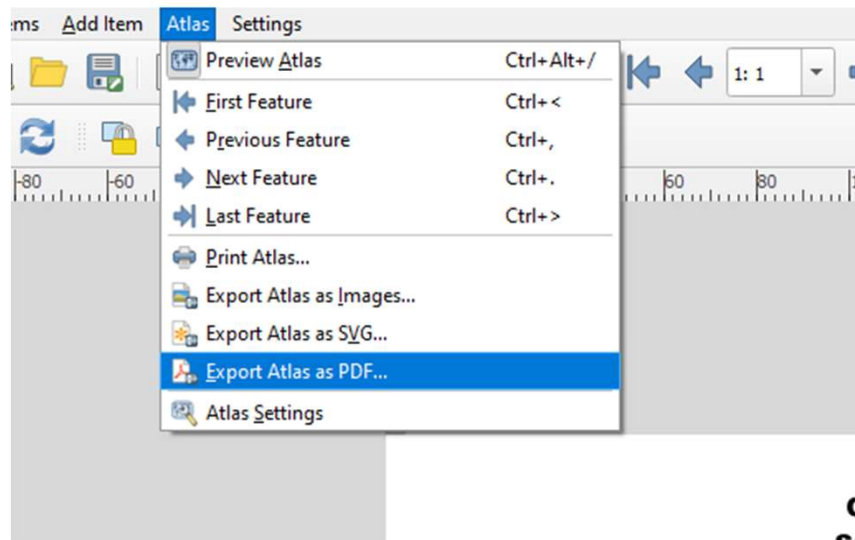 Add Item Atlas Settings
Preview Atlas Ctrl+Alt+/
1: 1
First Feature Ctrl+<
Previous Feature Ctrl+,
Next Feature Ctrl+.
-80 -60 60 80
Last Feature Ctrl+>
Print Atlas...
Export Atlas as Images...
Export Atlas as SVG...
Export Atlas as PDF...
Atlas Settings